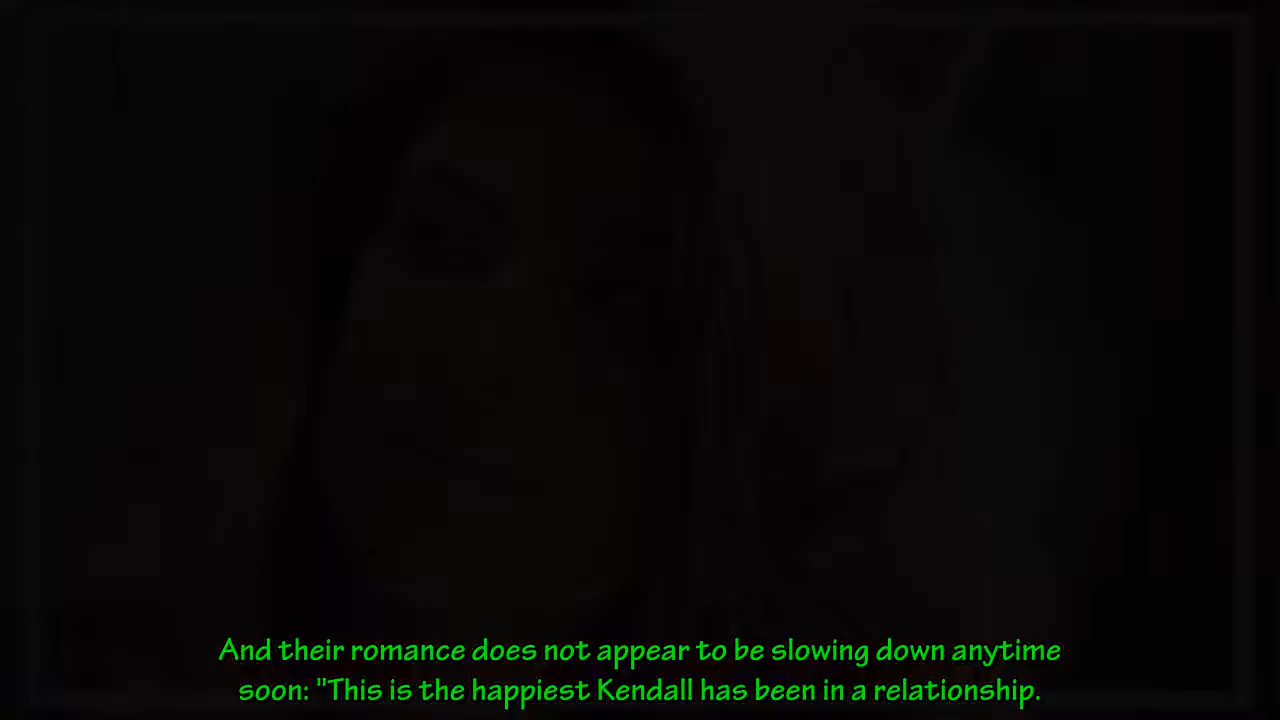 And their romance does not appear to be slowing down anytime
soon: "This is the happiest Kendall has been in a relationship.